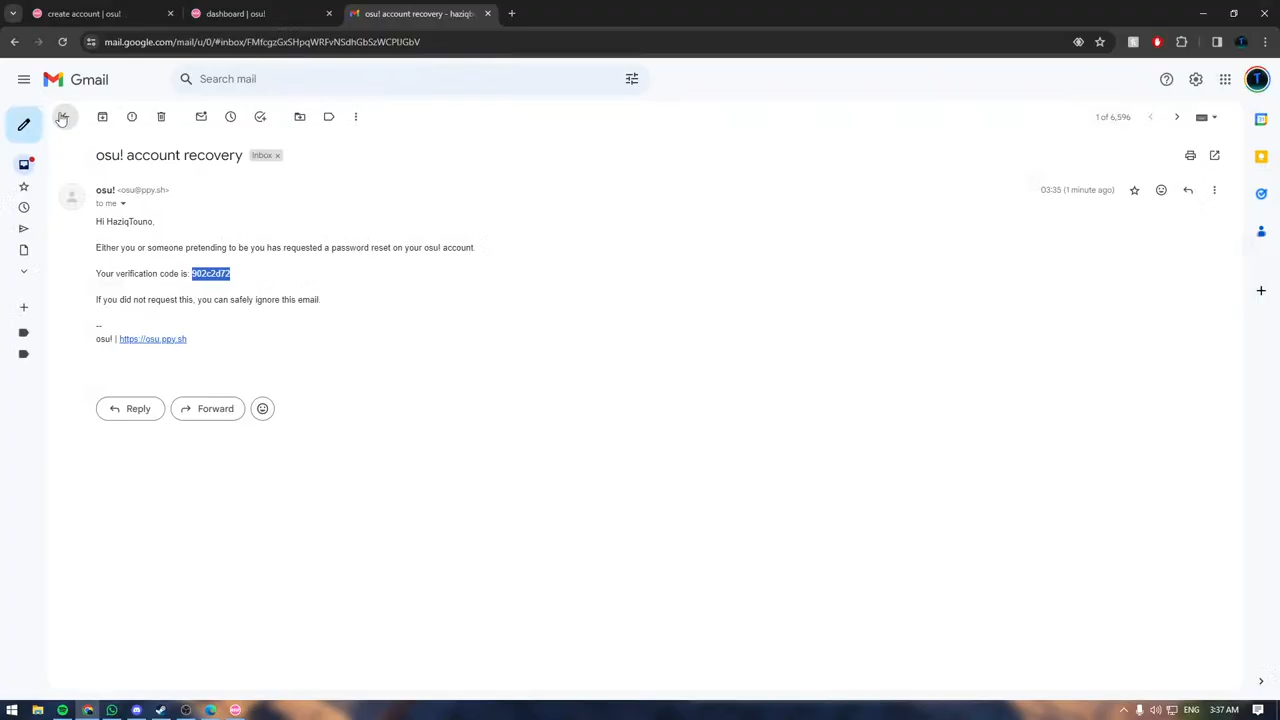 create account | osu!
dashboard | osu!
osu! account recovery - haziqb
mail.google.com/mail/u/0/#inbox/FMfcgzGxSHpqWRFvNSdhGbSzWCPlJGbV
Gmail
Search mail
1 of 6,596
osu! account recovery
Inbox x
osu! <osu@ppy.sh>
03:35 (1 minute ago)
to me
Hi HaziqTouno,
Either you or someone pretending to be you has requested a password reset on your osu! account.
Your verification code is: 902c2d72
If you did not request this, you can safely ignore this email.
--
osu! | https://osu.ppy.sh
Reply
Forward
ENG
3:37 AM